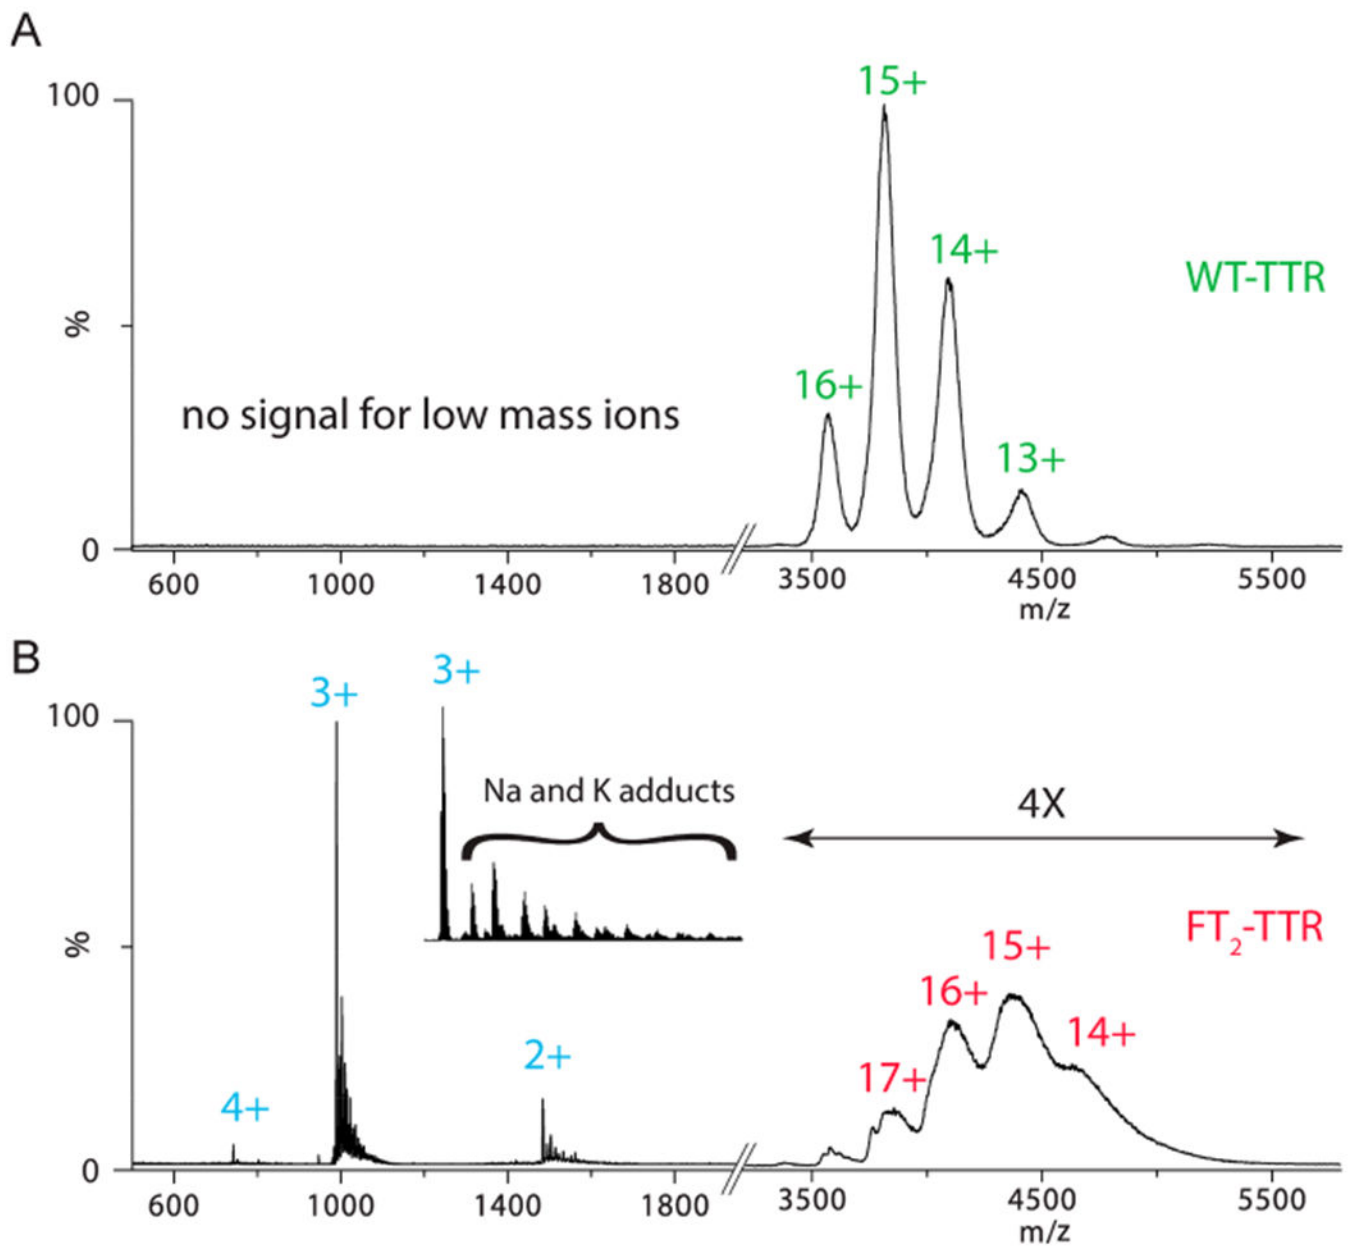 A
100
15+
14+
WT-TTR
%
16+
no signal for low mass ions
13+
0
600 1000 1400 1800 3500 4500 5500
m/z
B
3+ 3+
100
Na and K adducts
4X
FT2-TTR
%
15+
16+
14+
2+
17+
4+
0
600 1000 1400 1800 3500 4500 5500
m/z